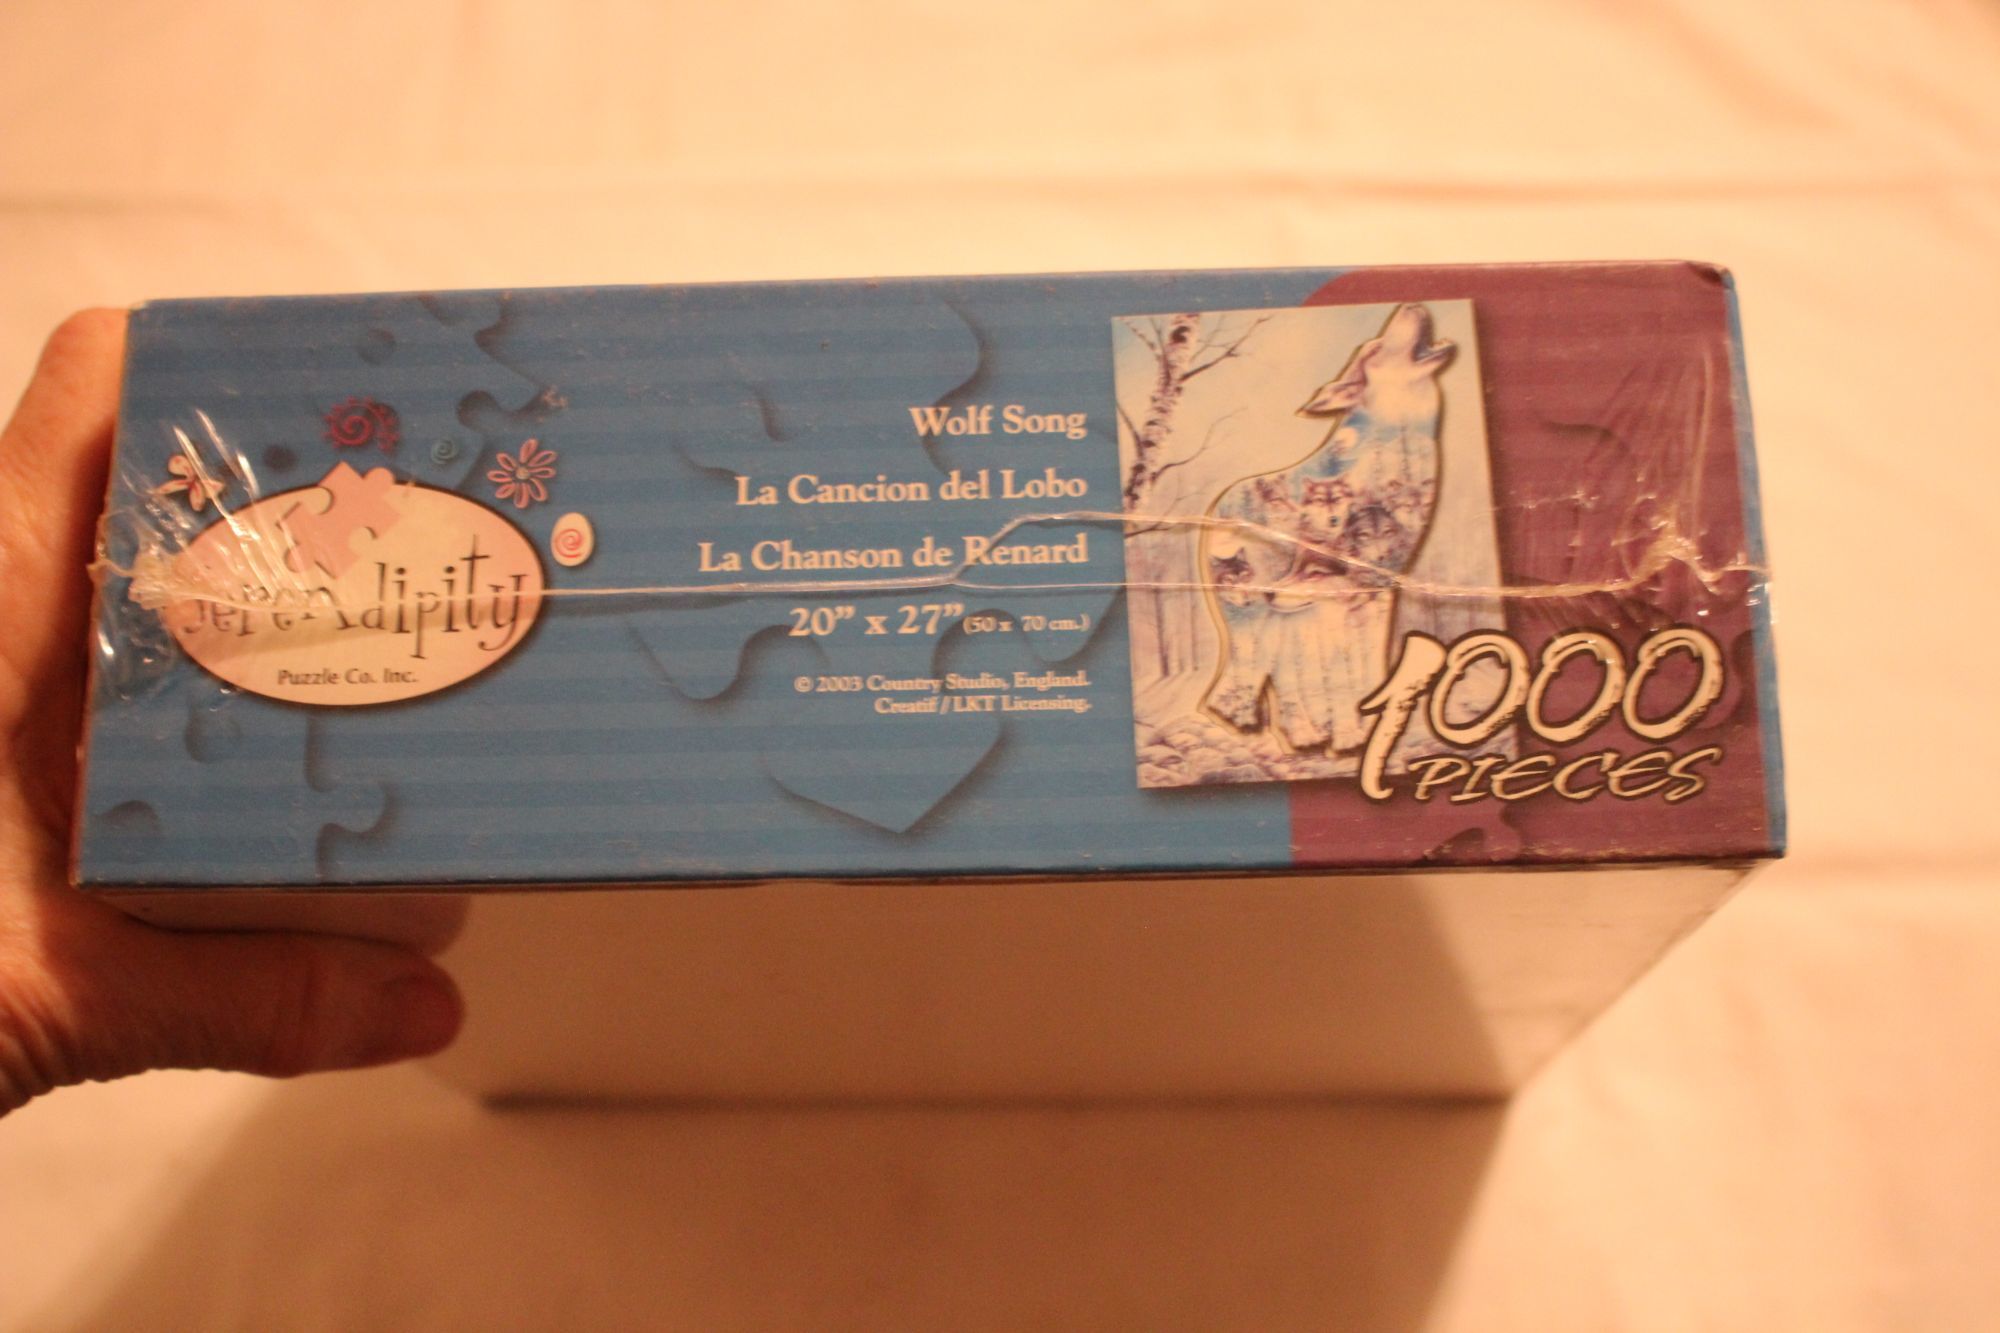 Serendipity
Puzzle Co. Inc.
Wolf Song
La Cancion del Lobo
La Chanson de Renard
20” x 27” (50 x 70 cm.)
© 2003 Country Studio, England.
Creatif / LKT Licensing.
1000
PIECES